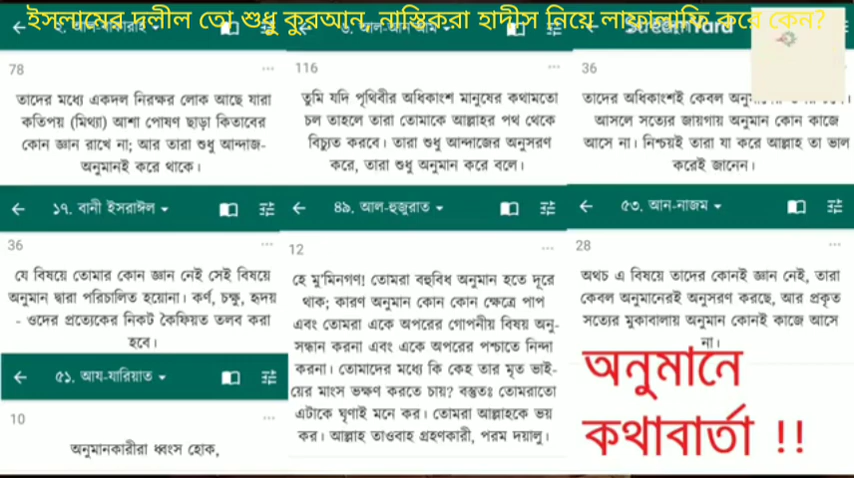 ইসলামের দলীল তো শুধু কুরআন, নাস্তিকরা হাদীস নিয়ে লাফালাফি করে কেন?
StreamYard
78
তাদের মধ্যে একদল নিরক্ষর লোক আছে যারা
কতিপয় (মিথ্যা) আশা পোষণ ছাড়া কিতাবের
কোন জ্ঞান রাখে না; আর তারা শুধু আন্দাজ-
অনুমানই করে থাকে।
116
তুমি যদি পৃথিবীর অধিকাংশ মানুষের কথামতো
চল তাহলে তারা তোমাকে আল্লাহর পথ থেকে
বিচ্যুত করবে। তারা শুধু আন্দাজের অনুসরণ
করে, তারা শুধু অনুমান করে বলে।
36
তাদের অধিকাংশই কেবল
আসলে সত্যের জায়গায় অনুমান কোন কাজে
আসে না। নিশ্চয়ই তারা যা করে আল্লাহ তা ভাল
করেই জানেন।
১৭. বানী ইসরাঈল
36
যে বিষয়ে তোমার কোন জ্ঞান নেই সেই বিষয়ে
অনুমান দ্বারা পরিচালিত হয়োনা। কর্ণ, চক্ষু, হৃদয়
- ওদের প্রত্যেকের নিকট কৈফিয়ত তলব করা
হবে।
৫১. আয-যারিয়াত
10
অনুমানকারীরা ধ্বংস হোক,
৪৯. আল-হুজুরাত
12
হে মু'মিনগণ! তোমরা বহুবিধ অনুমান হতে দূরে
থাক; কারণ অনুমান কোন কোন ক্ষেত্রে পাপ
এবং তোমরা একে অপরের গোপনীয় বিষয় অনু-
সন্ধান করনা এবং একে অপরের পশ্চাতে নিন্দা
করনা। তোমাদের মধ্যে কি কেহ তার মৃত ভাই-
য়ের মাংস ভক্ষণ করতে চায়? বস্তুতঃ তোমরাতো
এটাকে ঘৃণাই মনে কর। তোমরা আল্লাহকে ভয়
কর। আল্লাহ তাওবাহ গ্রহণকারী, পরম দয়ালু।
৫৩. আন-নাজম
28
অথচ এ বিষয়ে তাদের কোনই জ্ঞান নেই, তারা
কেবল অনুমানেরই অনুসরণ করছে, আর প্রকৃত
সত্যের মুকাবালায় অনুমান কোনই কাজে আসে
না।
অনুমানে
কথাবার্তা !!